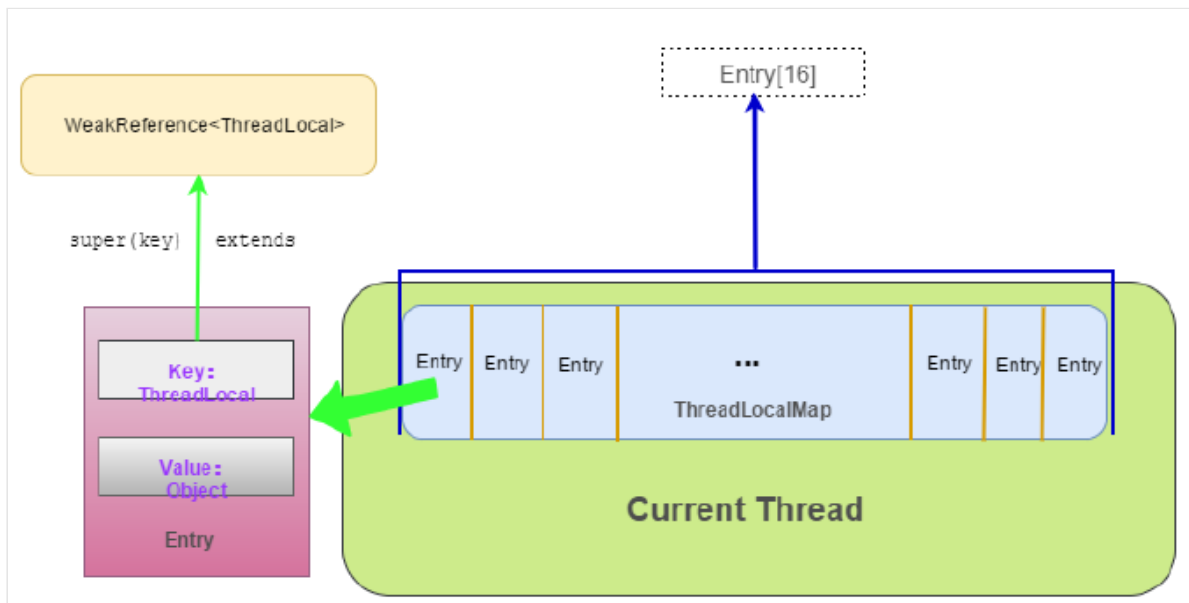 Entry[16]
WeakReference<ThreadLocal>
super(key) extends
Entry Entry Entry ... Entry Entry Entry
ThreadLocalMap
Key:
ThreadLocal
Value:
Object
Entry
Current Thread